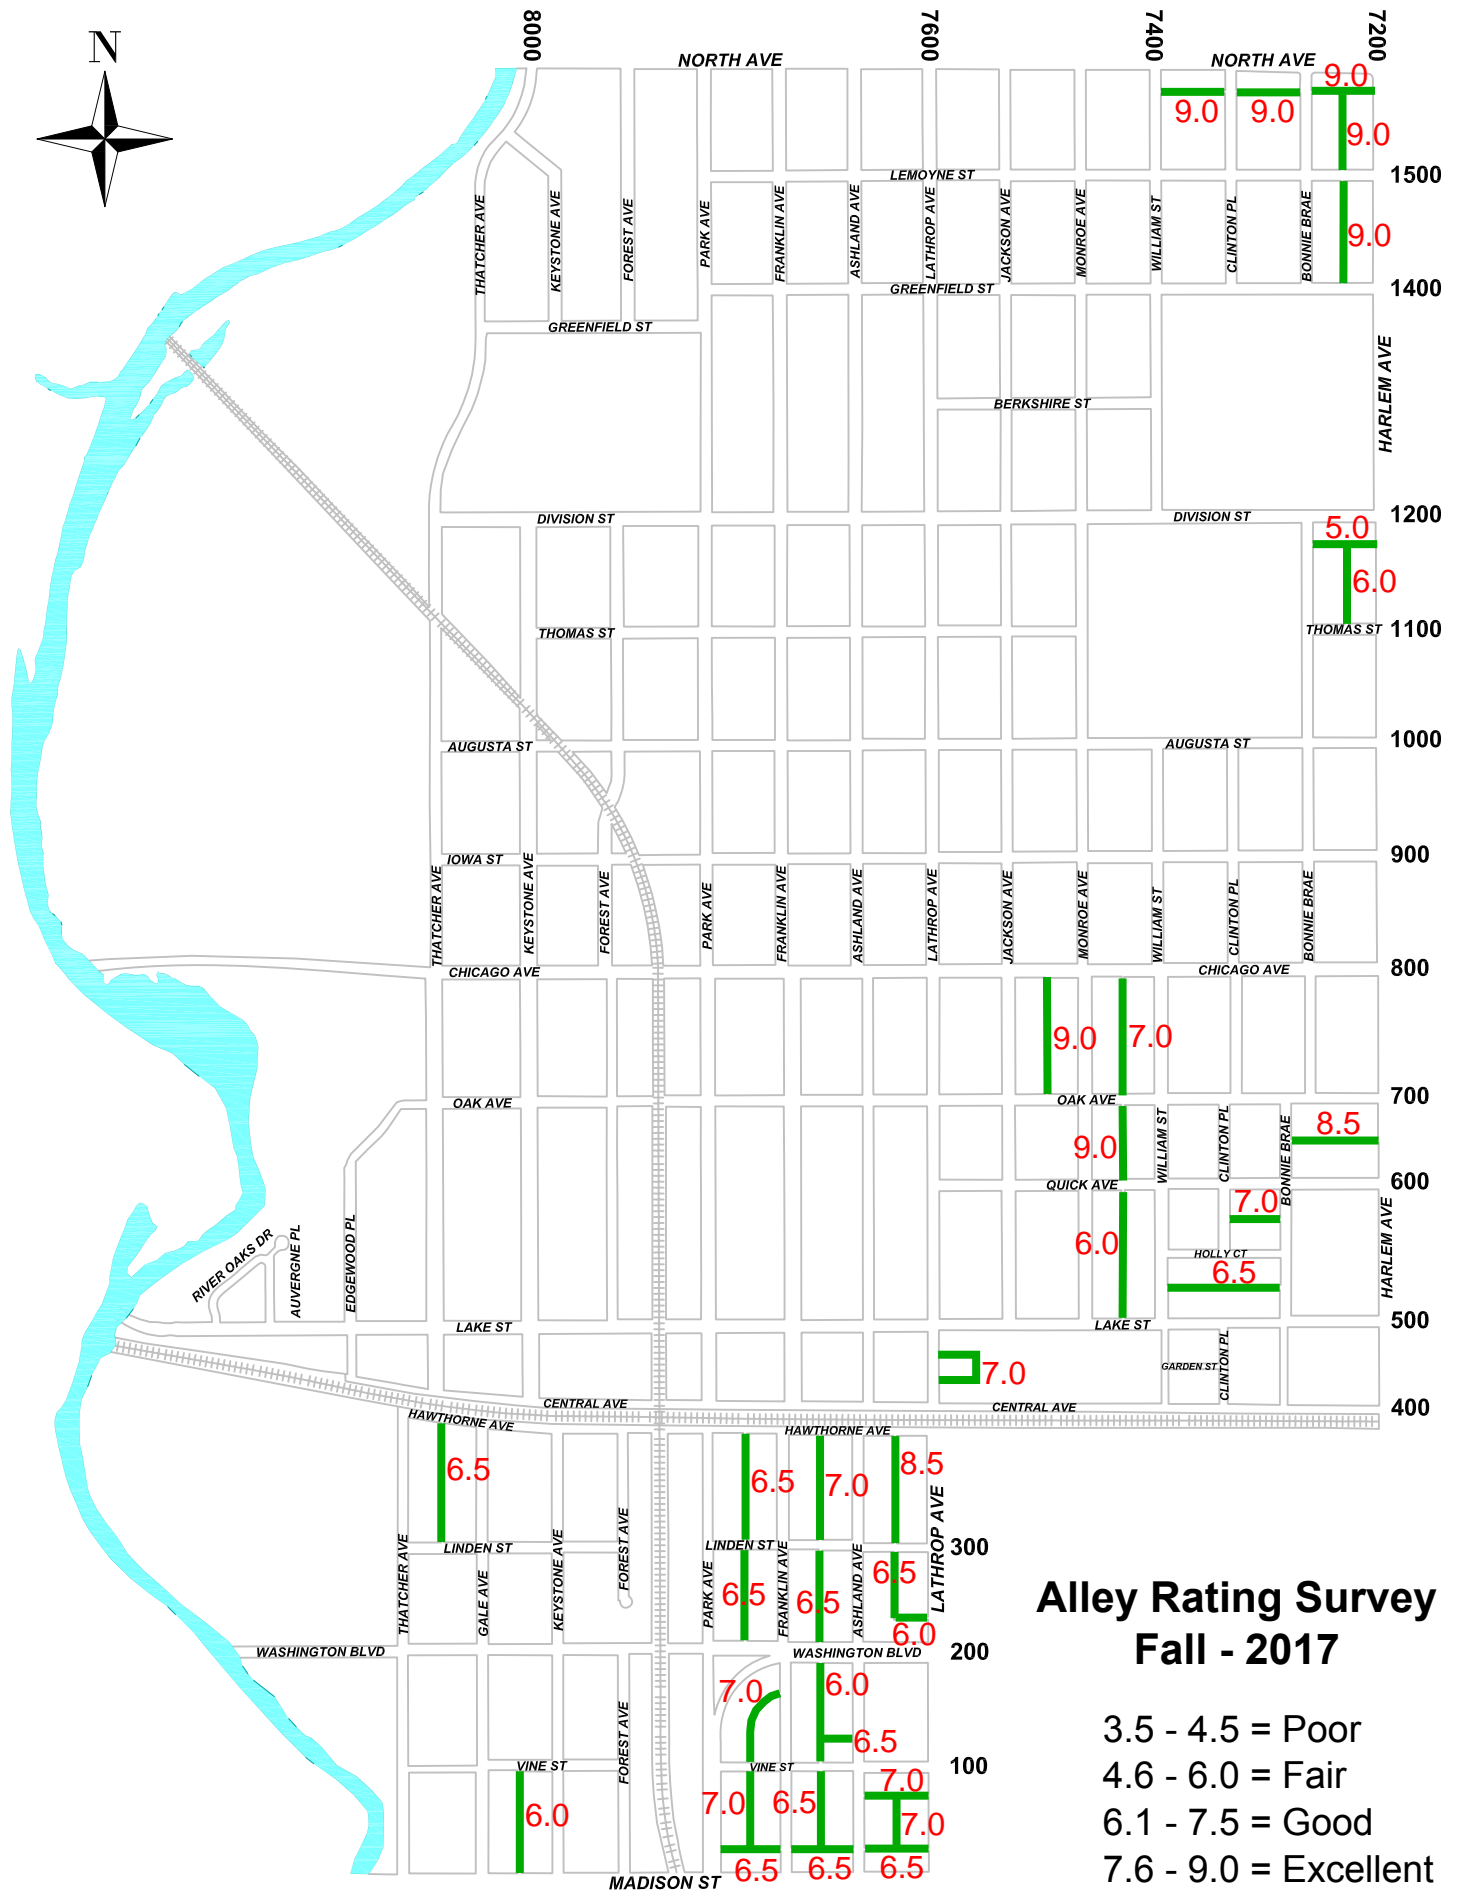 N
8000
7600
7400
7200
NORTH AVE
NORTH AVE
9.0
9.0
9.0
9.0
LEMOYNE ST
1500
THATCHER AVE
KEYSTONE AVE
FOREST AVE
PARK AVE
FRANKLIN AVE
ASHLAND AVE
LATHROP AVE
JACKSON AVE
MONROE AVE
WILLIAM ST
CLINTON PL
BONNIE BRAE
9.0
GREENFIELD ST
1400
GREENFIELD ST
HARLEM AVE
BERKSHIRE ST
DIVISION ST
DIVISION ST
1200
5.0
6.0
THOMAS ST
THOMAS ST
1100
AUGUSTA ST
AUGUSTA ST
1000
IOWA ST
900
THATCHER AVE
KEYSTONE AVE
FOREST AVE
PARK AVE
FRANKLIN AVE
ASHLAND AVE
LATHROP AVE
JACKSON AVE
MONROE AVE
WILLIAM ST
CLINTON PL
BONNIE BRAE
CHICAGO AVE
CHICAGO AVE
800
9.0
7.0
OAK AVE
OAK AVE
700
9.0
WILLIAM ST
CLINTON PL
BONNIE BRAE
8.5
QUICK AVE
600
7.0
6.0
HARLEM AVE
RIVER OAKS DR
AUVERGNE PL
EDGEWOOD PL
HOLLY CT
6.5
LAKE ST
LAKE ST
500
7.0
GARDEN ST
CLINTON PL
CENTRAL AVE
CENTRAL AVE
400
HAWTHORNE AVE
HAWTHORNE AVE
6.5
6.5
7.0
8.5
LATHROP AVE
LINDEN ST
LINDEN ST
300
THATCHER AVE
GALE AVE
KEYSTONE AVE
FOREST AVE
PARK AVE
FRANKLIN AVE
ASHLAND AVE
6.5
6.5
6.5
6.0
WASHINGTON BLVD
WASHINGTON BLVD
200
Alley Rating Survey
Fall - 2017
7.0
6.0
6.5
FOREST AVE
VINE ST
VINE ST
100
6.0
7.0
6.5
7.0
7.0
6.5
6.5
6.5
MADISON ST
3.5 - 4.5 = Poor
4.6 - 6.0 = Fair
6.1 - 7.5 = Good
7.6 - 9.0 = Excellent